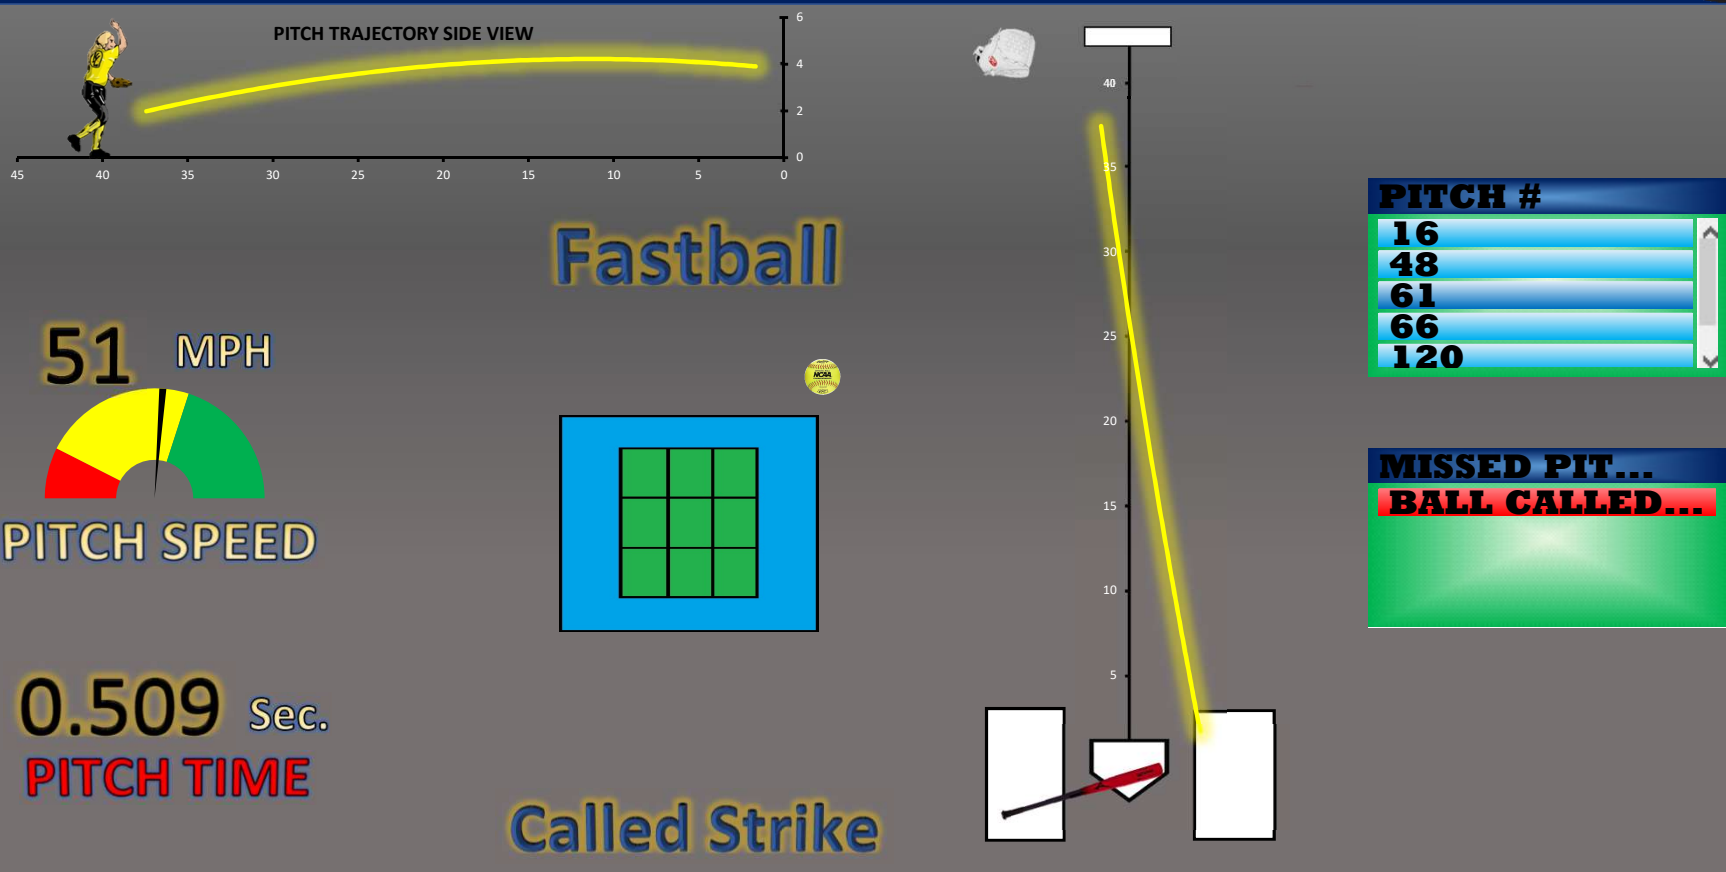 PITCH TRAJECTORY SIDE VIEW
6
4
2
0
45 40 35 30 25 20 15 10 5 0
Fastball
51 MPH
PITCH SPEED
NCAA
0.509 Sec.
PITCH TIME
Called Strike
40
35
30
25
20
15
10
5
PITCH #
16
48
61
66
120
MISSED PIT...
BALL CALLED...